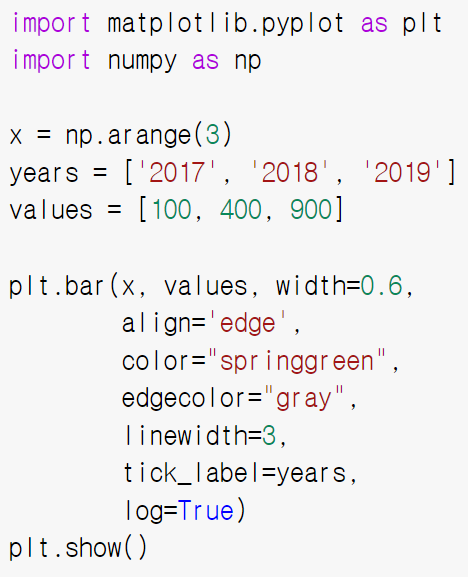 import matplotlib.pyplot as plt
import numpy as np

x = np.arange(3)
years = ['2017', '2018', '2019']
values = [100, 400, 900]

plt.bar(x, values, width=0.6,
        align='edge',
        color="springgreen",
        edgecolor="gray",
        linewidth=3,
        tick_label=years,
        log=True)
plt.show()